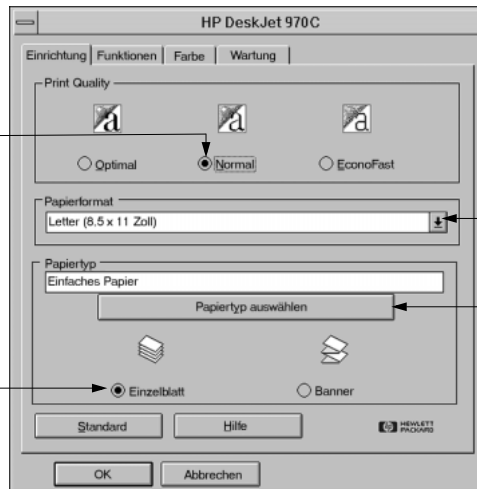 HP DeskJet 970C
Einrichtung Funktionen Farbe Wartung
Print Quality
Optimal Normal EconoFast
Papierformat
Letter (8,5 x 11 Zoll)
Papiertyp
Einfaches Papier
Papiertyp auswählen
Einzelblatt Banner
Standard Hilfe
HEWLETT
PACKARD
OK Abbrechen